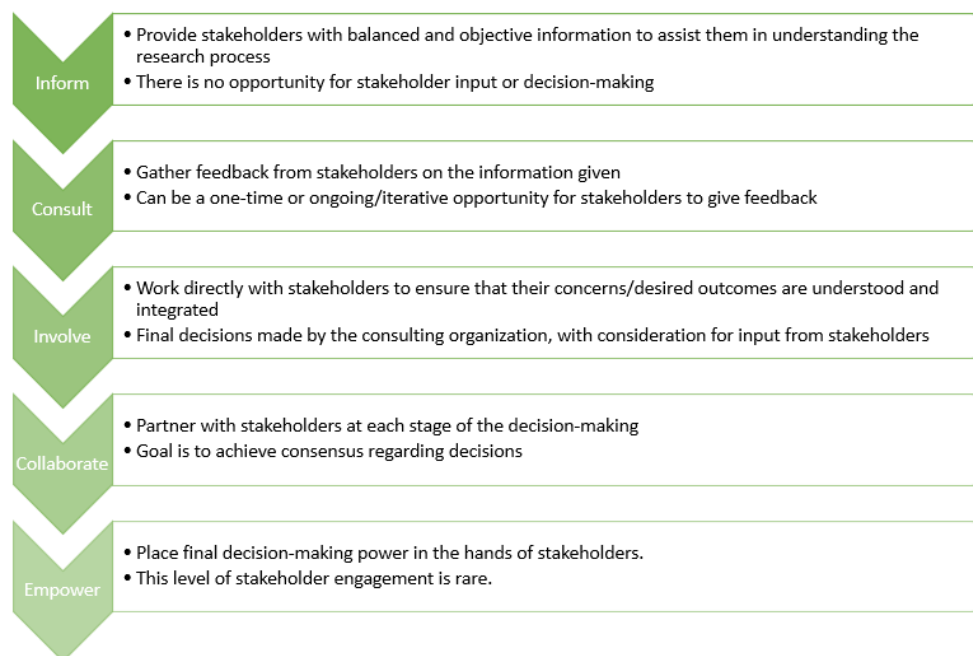 Inform
• Provide stakeholders with balanced and objective information to assist them in understanding the
research process
• There is no opportunity for stakeholder input or decision-making
Consult
• Gather feedback from stakeholders on the information given
• Can be a one-time or ongoing/iterative opportunity for stakeholders to give feedback
Involve
• Work directly with stakeholders to ensure that their concerns/desired outcomes are understood and
integrated
• Final decisions made by the consulting organization, with consideration for input from stakeholders
Collaborate
• Partner with stakeholders at each stage of the decision-making
• Goal is to achieve consensus regarding decisions
Empower
• Place final decision-making power in the hands of stakeholders.
• This level of stakeholder engagement is rare.